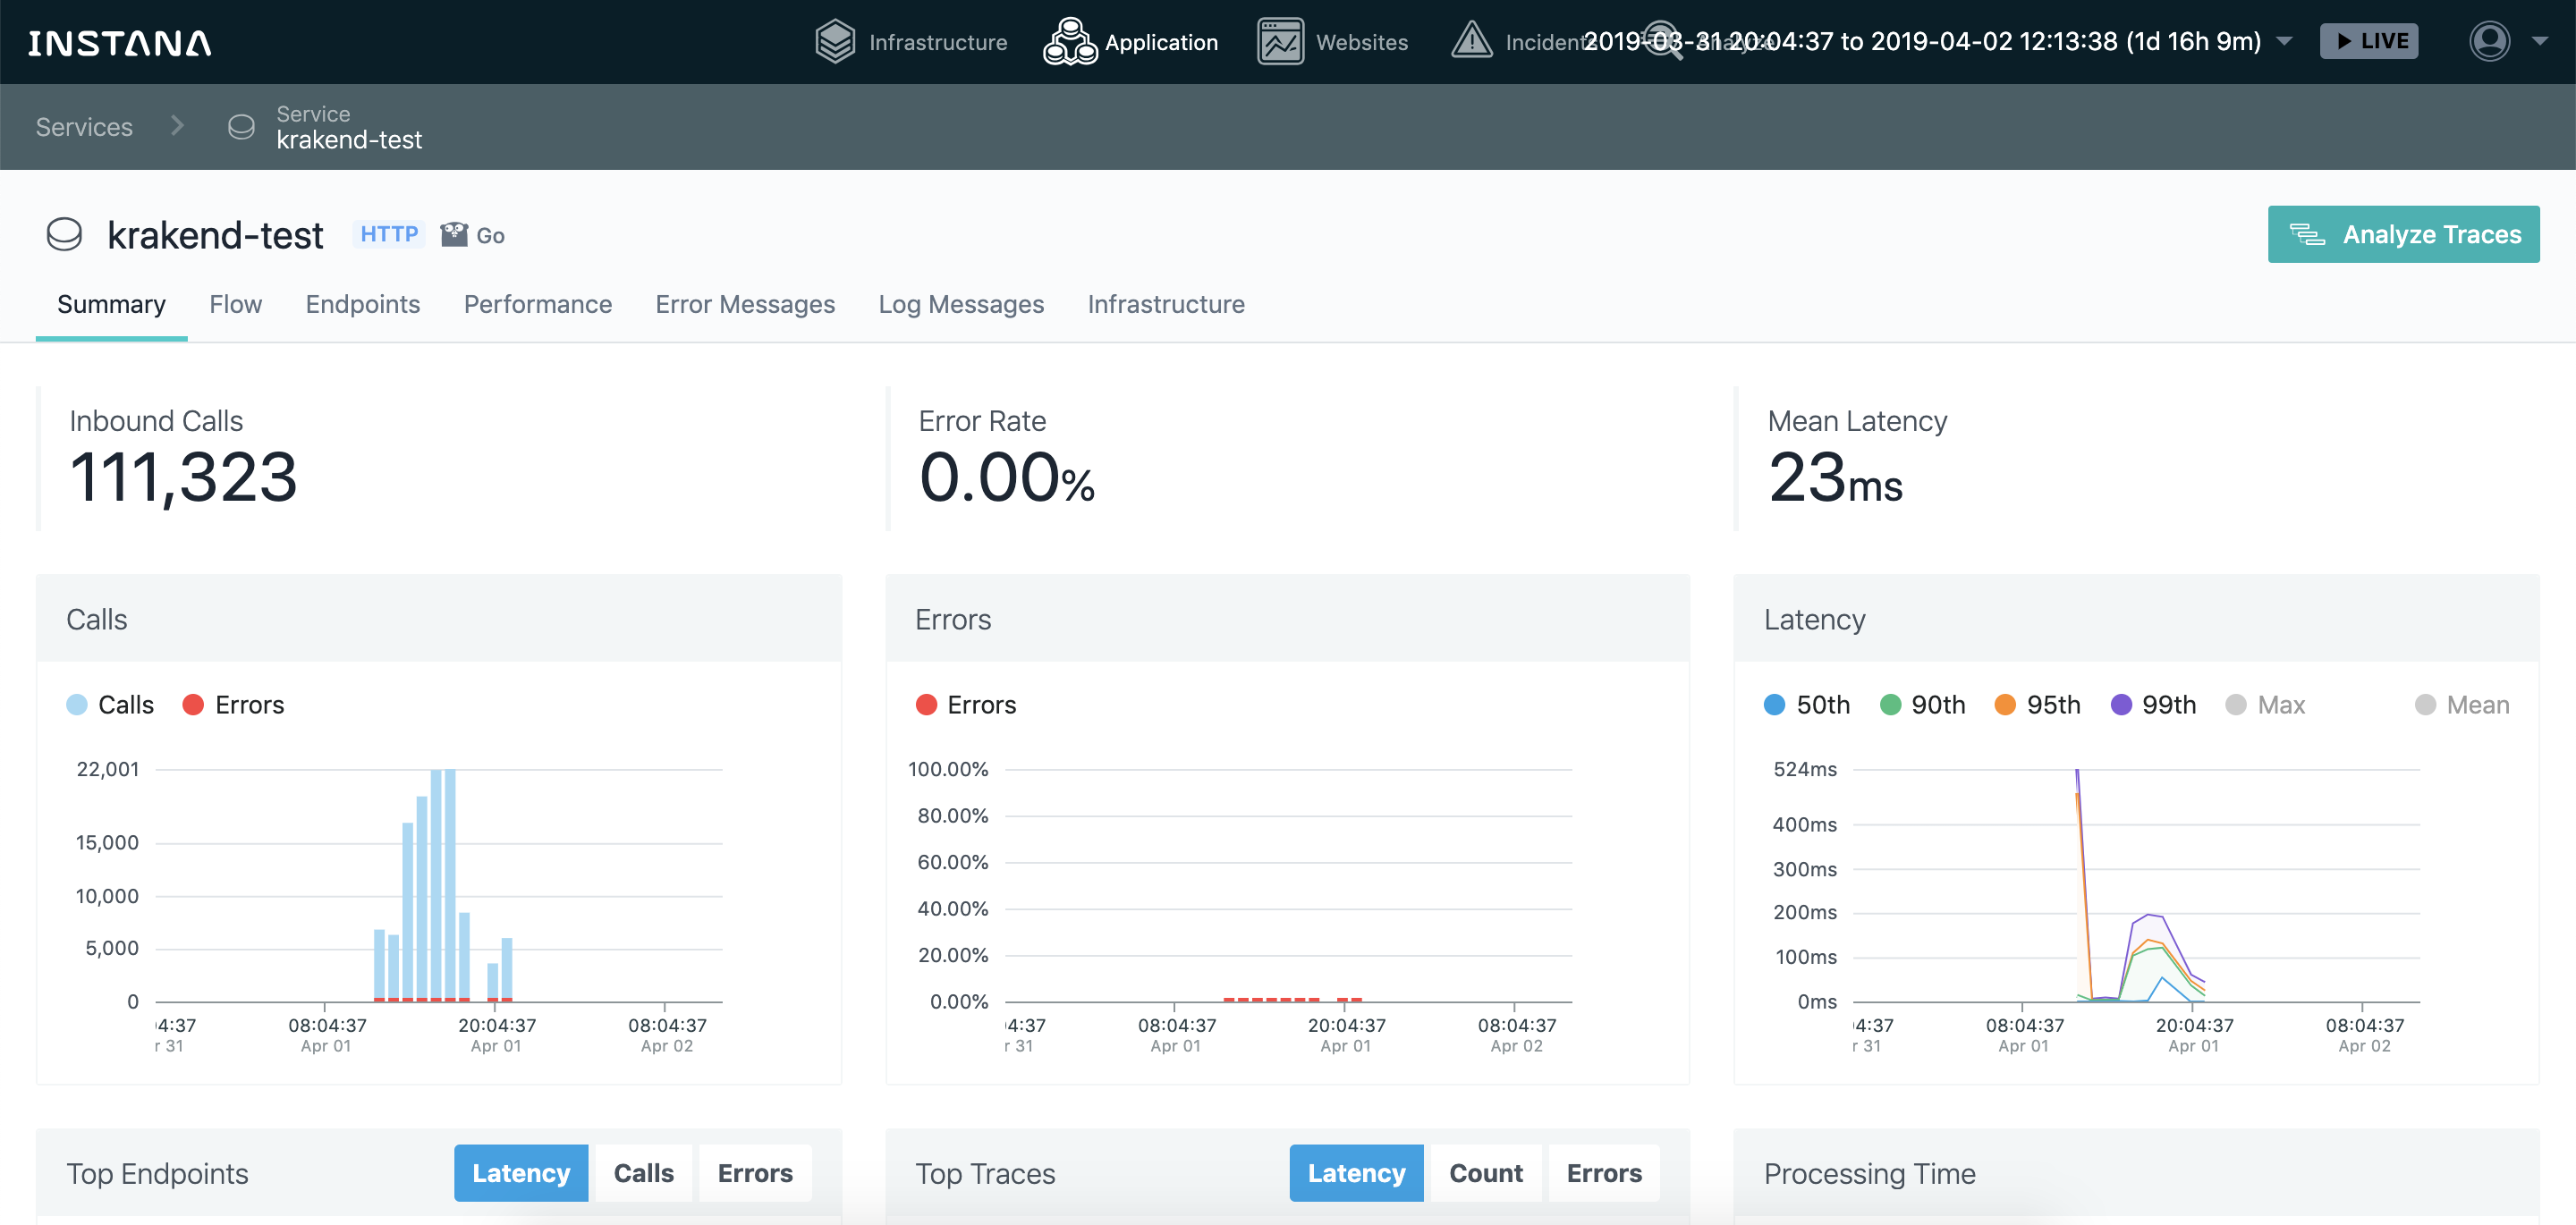 INSTANA
Infrastructure
Application
Websites
Incidents
Analyze
2019-03-31 20:04:37 to 2019-04-02 12:13:38 (1d 16h 9m)
LIVE
Services
Service
krakend-test
krakend-test HTTP Go
Analyze Traces
Summary Flow Endpoints Performance Error Messages Log Messages Infrastructure
Inbound Calls
111,323
Error Rate
0.00%
Mean Latency
23ms
Calls
Calls Errors
22,001
15,000
10,000
5,000
0
4:37 08:04:37 20:04:37 08:04:37
r 31 Apr 01 Apr 01 Apr 02
Errors
Errors
100.00%
80.00%
60.00%
40.00%
20.00%
0.00%
4:37 08:04:37 20:04:37 08:04:37
r 31 Apr 01 Apr 01 Apr 02
Latency
50th 90th 95th 99th Max Mean
524ms
400ms
300ms
200ms
100ms
0ms
4:37 08:04:37 20:04:37 08:04:37
r 31 Apr 01 Apr 01 Apr 02
Top Endpoints Latency Calls Errors
Top Traces Latency Count Errors
Processing Time